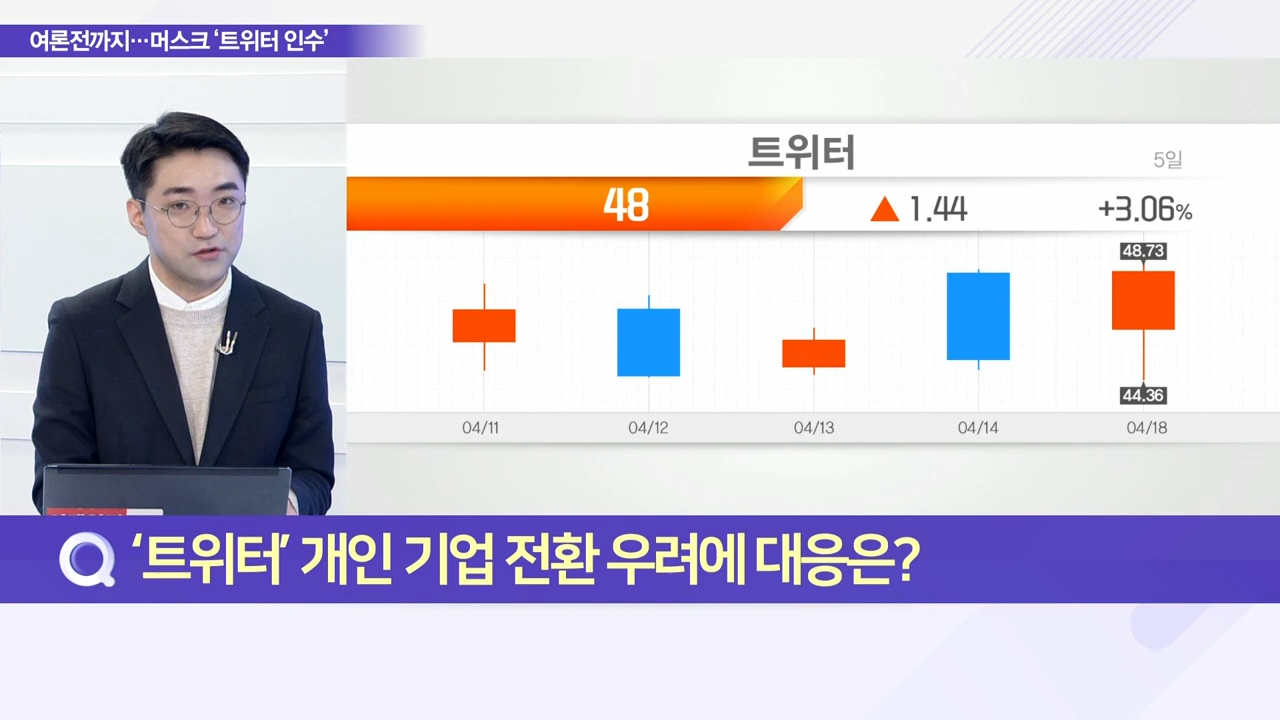 여론전까지…머스크 ‘트위터 인수’
트위터
5일
48
▲ 1.44
+3.06%
48.73
44.36
04/11
04/12
04/13
04/14
04/18
‘트위터’ 개인 기업 전환 우려에 대응은?